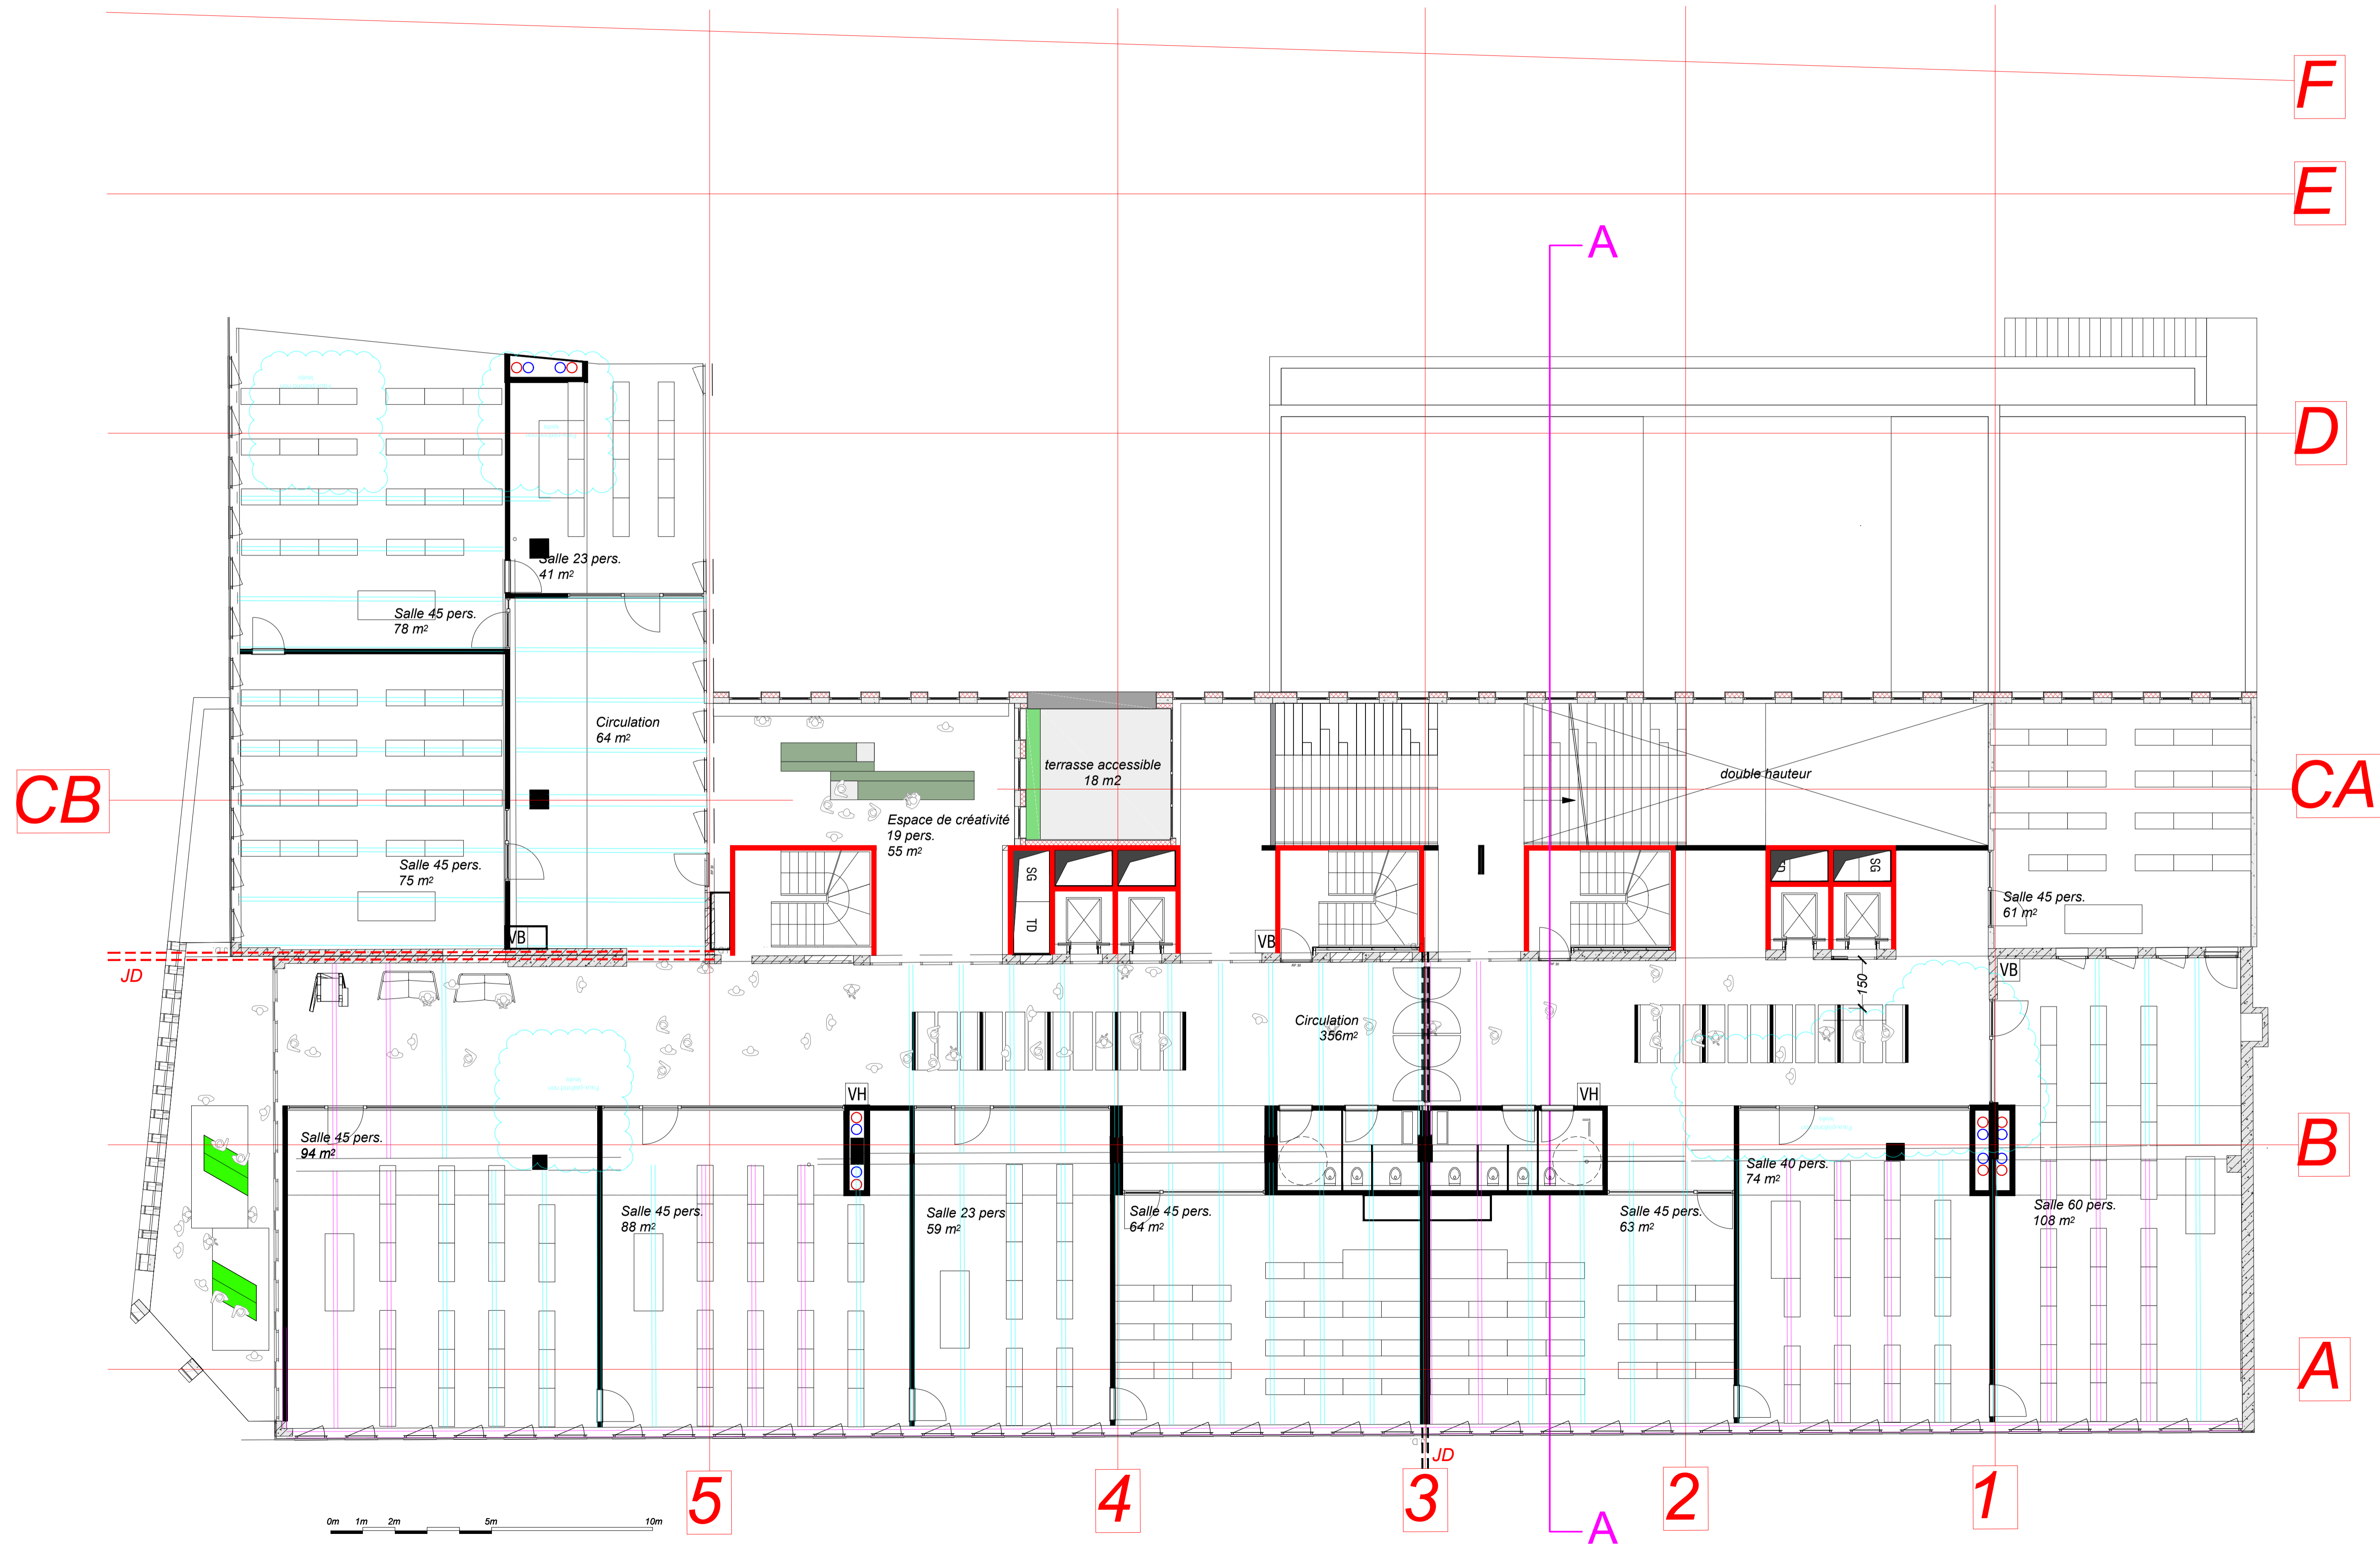 F
E
A
D
Salle 23 pers.
41 m2
Salle 45 pers.
78 m2
Circulation
64 m2
terrasse accessible
18 m2
double hauteur
CB
CA
Espace de créativité
19 pers.
55 m2
Salle 45 pers.
75 m2
SG
TD
SG
Salle 45 pers.
61 m2
VB
VB
VB
JD
150
Circulation
356m2
VH
VH
Salle 45 pers.
94 m2
B
Salle 40 pers.
74 m2
Salle 45 pers.
88 m2
Salle 23 pers
59 m2
Salle 45 pers.
64 m2
Salle 45 pers.
63 m2
Salle 60 pers.
108 m2
A
JD
5
4
3
2
1
0m 1m 2m 5m 10m
A